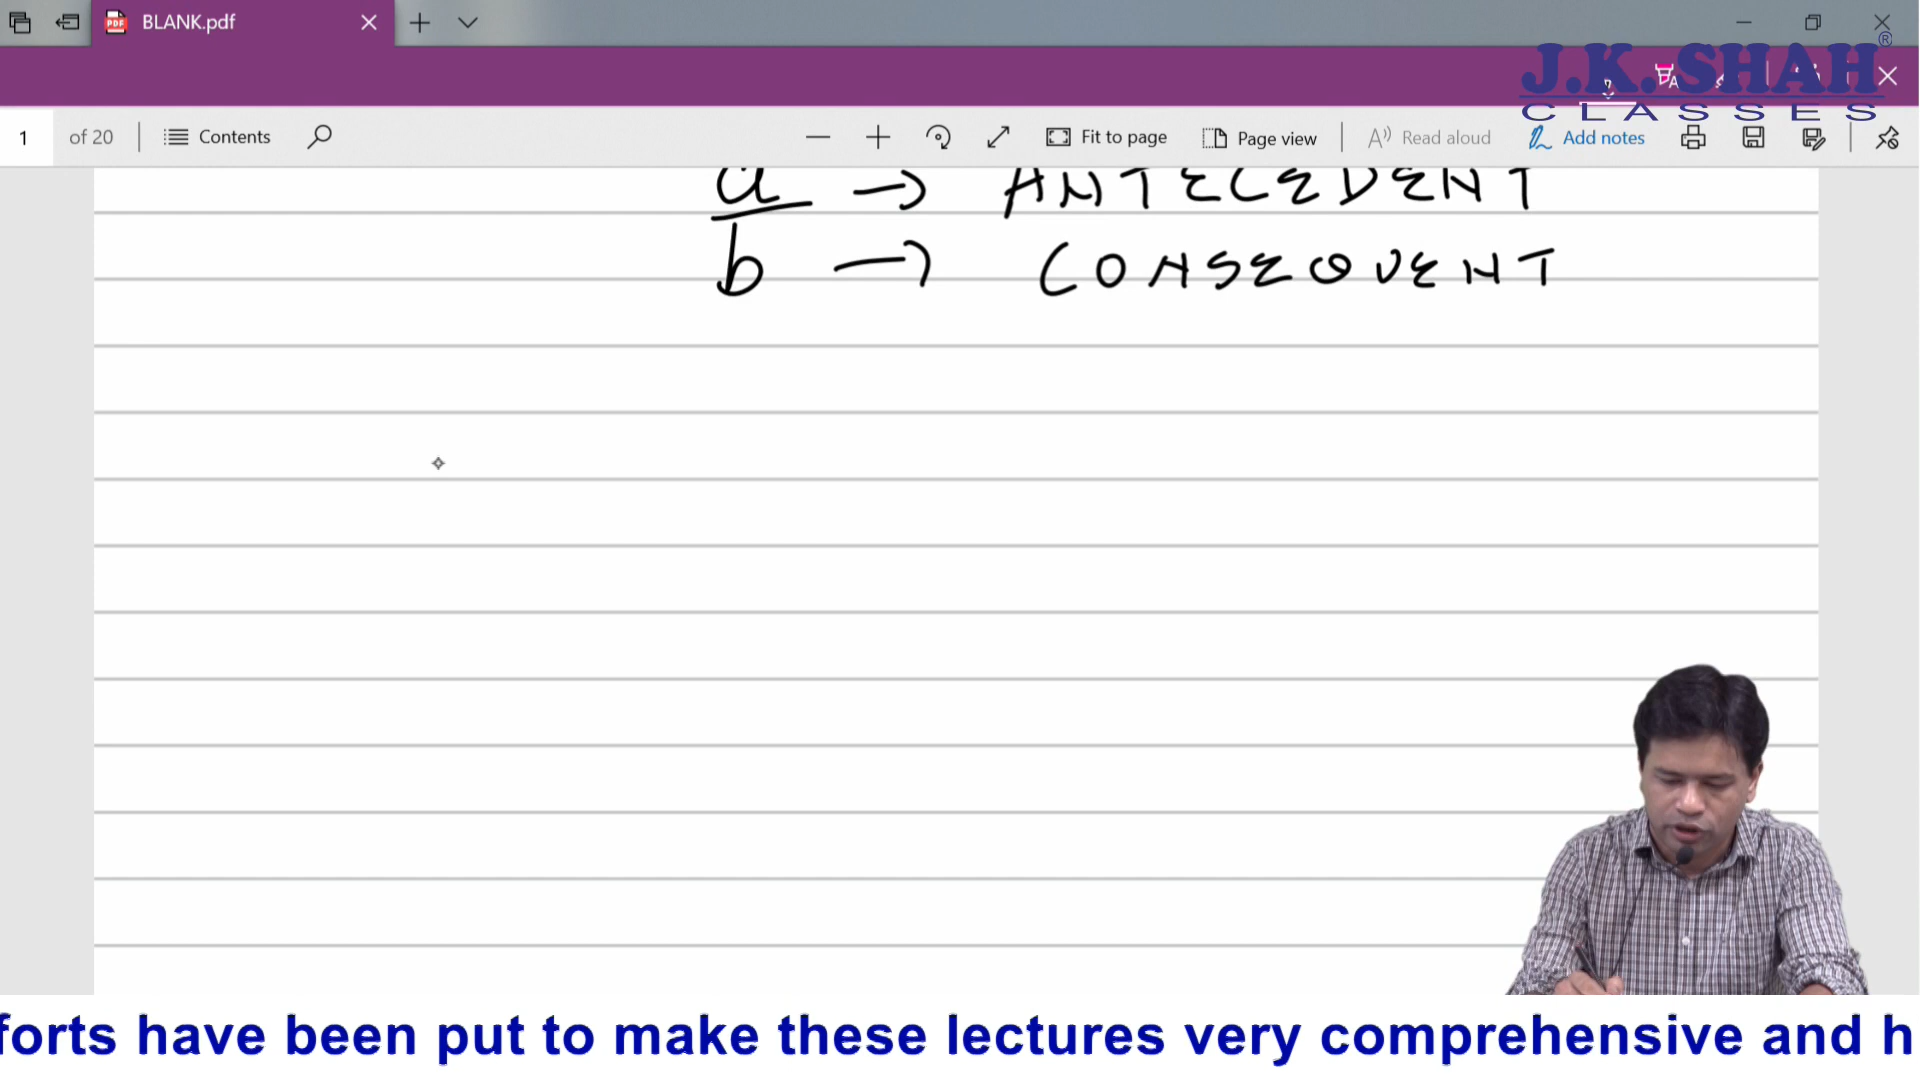 BLANK.pdf
J.K.SHAH®
CLASSES
1 of 20 Contents Fit to page Page view Read aloud Add notes
a → ANTECEDENT
b → CONSEQUENT
forts have been put to make these lectures very comprehensive and h